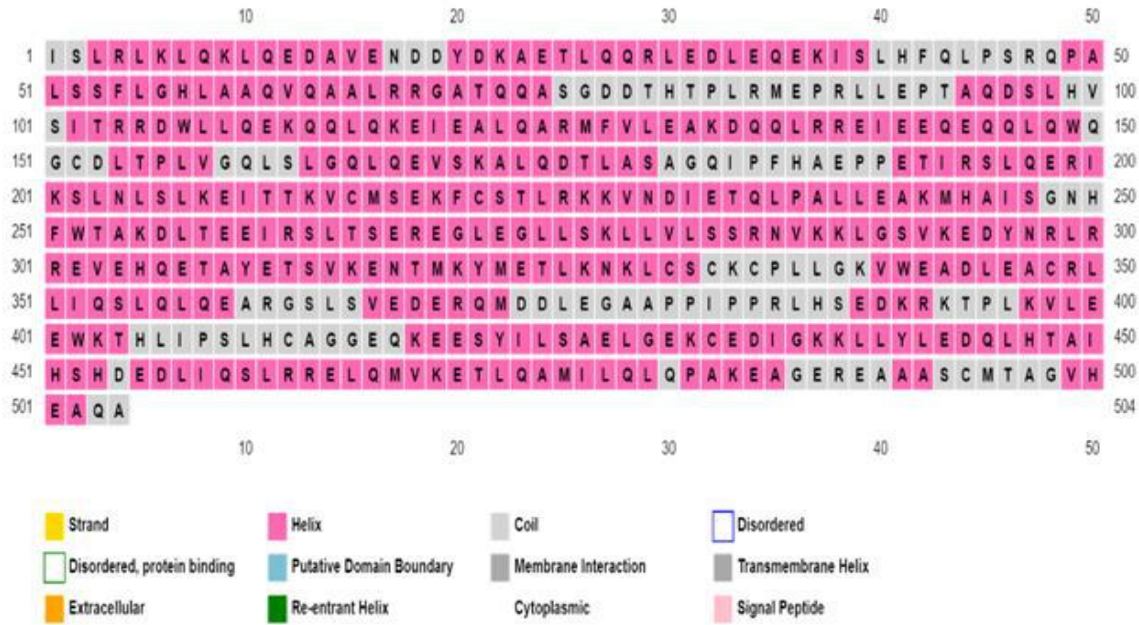 10 20 30 40 50
1 I S L R L K L Q K L Q E D A V E N D D Y D K A E T L Q Q R L E D L E Q E K I S L H F Q L P S R Q P A 50
51 L S S F L G H L A A Q V Q A A L R R G A T Q Q A S G D D T H T P L R M E P R L L E P T A Q D S L H V 100
101 S I T R R D W L L Q E K Q Q L Q K E I E A L Q A R M F V L E A K D Q Q L R R E I E E Q E Q Q L Q W Q 150
151 G C D L T P L V G Q L S L G Q L Q E V S K A L Q D T L A S A G Q I P F H A E P P E T I R S L Q E R I 200
201 K S L N L S L K E I T T K V C M S E K F C S T L R K K V N D I E T Q L P A L L E A K M H A I S G N H 250
251 F W T A K D L T E E I R S L T S E R E G L E G L L S K L L V L S S R N V K K L G S V K E D Y N R L R 300
301 R E V E H Q E T A Y E T S V K E N T M K Y M E T L K N K L C S C K C P L L G K V W E A D L E A C R L 350
351 L I Q S L Q L Q E A R G S L S V E D E R Q M D D L E G A A P P I P P R L H S E D K R K T P L K V L E 400
401 E W K T H L I P S L H C A G G E Q K E E S Y I L S A E L G E K C E D I G K K L L Y L E D Q L H T A I 450
451 H S H D E D L I Q S L R R E L Q M V K E T L Q A M I L Q L Q P A K E A G E R E A A A S C M T A G V H 500
501 E A Q A 504
10 20 30 40 50
Strand Helix Coil Disordered
Disordered, protein binding Putative Domain Boundary Membrane Interaction Transmembrane Helix
Extracellular Re-entrant Helix Cytoplasmic Signal Peptide